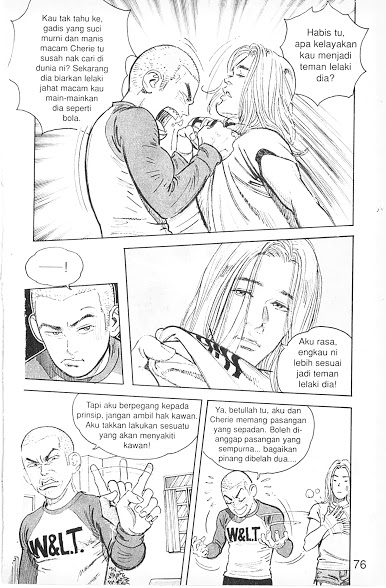 Kau tak tahu ke,
gadis yang suci
murni dan manis
macam Cherie tu
susah nak cari di
dunia ni? Sekarang
dia biarkan lelaki
jahat macam kau
main-mainkan
dia seperti
bola.
Habis tu,
apa kelayakan
kau menjadi
teman lelaki
dia?
——!
Aku rasa,
engkau ni
lebih sesuai
jadi teman
lelaki dia!
Tapi aku berpegang kepada
prinsip, jangan ambil hak kawan.
Aku takkan lakukan sesuatu
yang akan menyakiti
kawan!
W&L.T.
Ya, betullah tu, aku dan
Cherie memang pasangan
yang sepadan. Boleh di-
anggap pasangan yang
sempurna... bagaikan
pinang dibelah dua....
W&L.T.
76